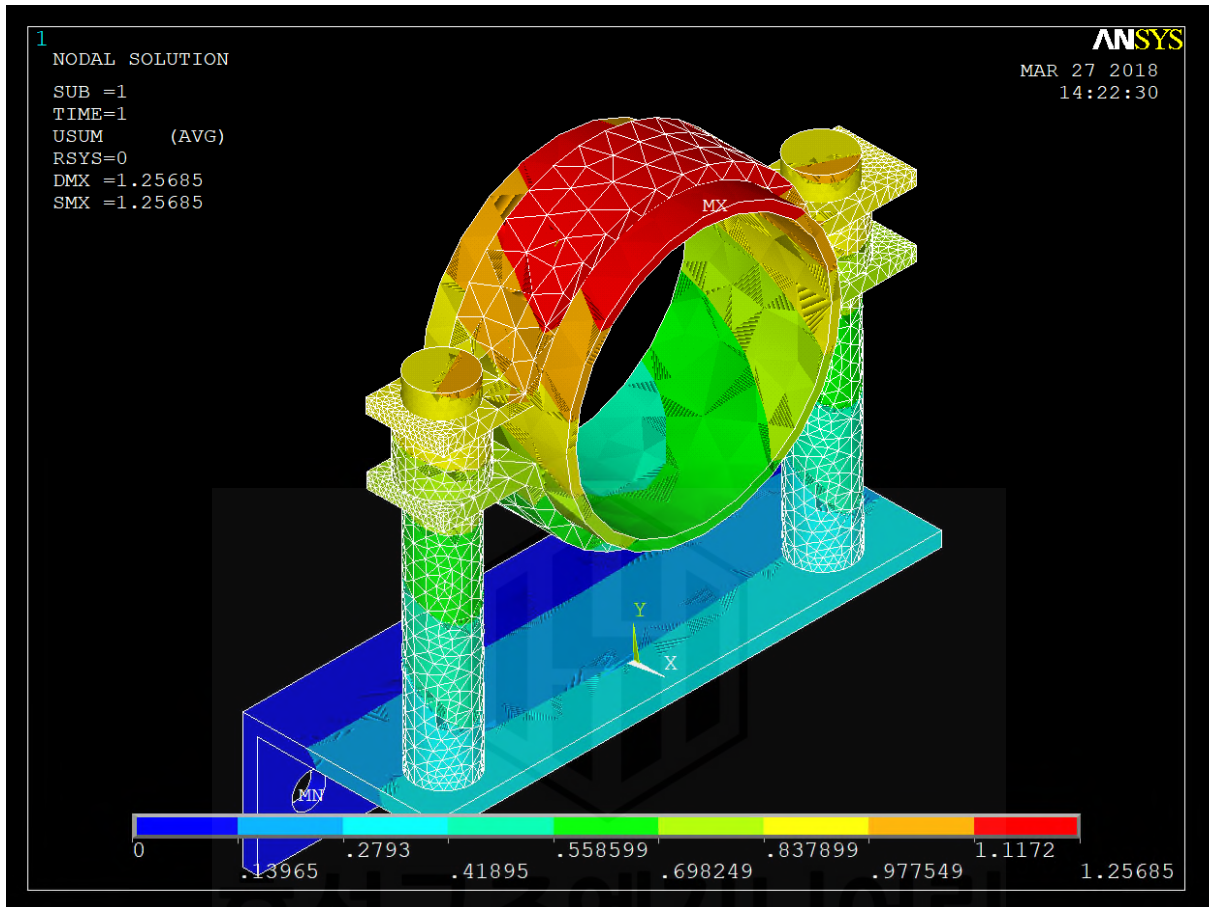 1
ANSYS
NODAL SOLUTION
MAR 27 2018
14:22:30
SUB =1
TIME=1
USUM (AVG)
RSYS=0
DMX =1.25685
SMX =1.25685
MX
Y
X
MN
0 .13965 .2793 .41895 .558599 .698249 .837899 .977549 1.1172 1.25685